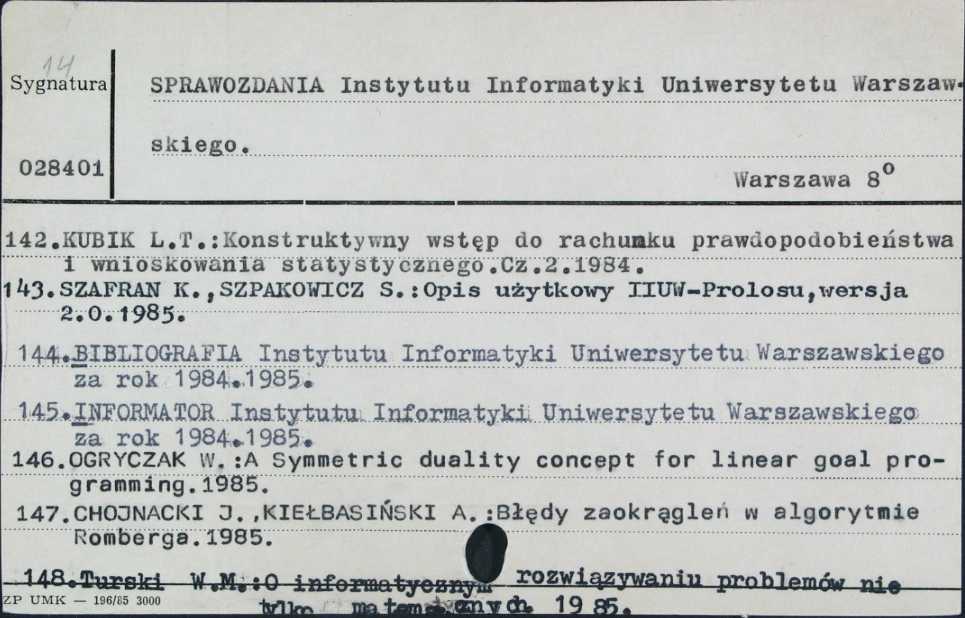 14
Sygnatura
SPRAWOZDANIA Instytutu Informatyki Uniwersytetu Warszaw-
skiego.
028401
Warszawa 8º
142.KUBIK L.T.:Konstruktywny wstęp do rachunku prawdopodobieństwa
i wnioskowania statystycznego.Cz.2.1984.
143.SZAFRAN K.,SZPAKOWICZ S.:Opis użytkowy IIUW-Prolosu,wersja
2.0.1985.
144.BIBLIOGRAFIA Instytutu Informatyki Uniwersytetu Warszawskiego
za rok 1984.1985.
145.INFORMATOR Instytutu Informatyki Uniwersytetu Warszawskiego
za rok 1984.1985.
146.OGRYCZAK W.:A Symmetric duality concept for linear goal pro-
gramming.1985.
147.CHOJNACKI J.,KIEŁBASIŃSKI A.:Błędy zaokrągleń w algorytmie
Romberga.1985.
148.Turski W.M.:O informatycznym rozwiązywaniu problemów nie
tylko matematycznych. 1985.
ZP UMK — 196/85 3000